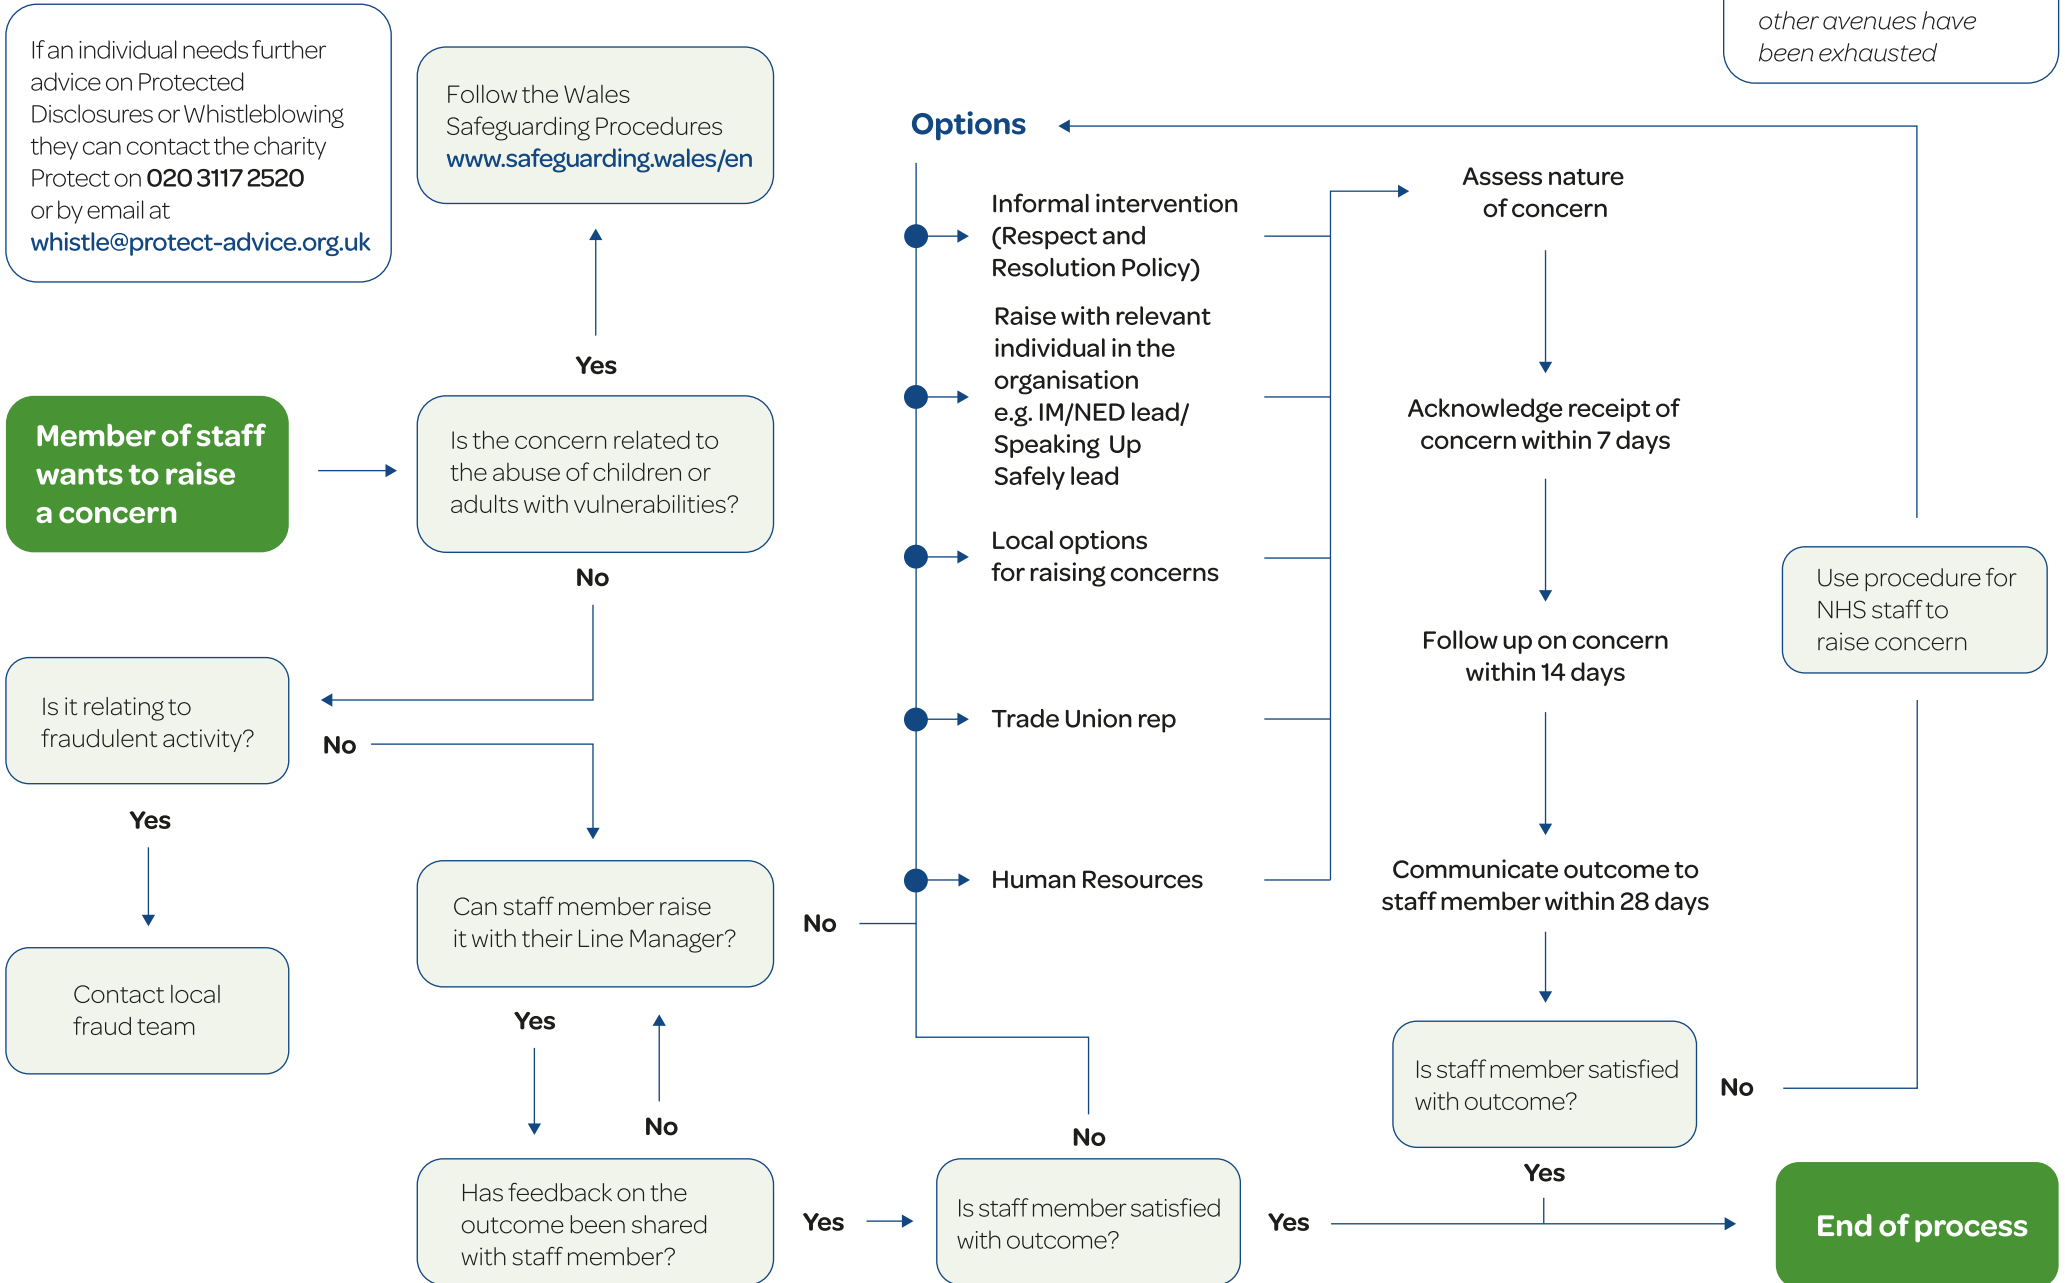 If an individual needs further
advice on Protected
Disclosures or Whistleblowing
they can contact the charity
Protect on 020 3117 2520
or by email at
whistle@protect-advice.org.uk
Follow the Wales
Safeguarding Procedures
www.safeguarding.wales/en
other avenues have
been exhausted
Yes
Member of staff
wants to raise
a concern
Is the concern related to
the abuse of children or
adults with vulnerabilities?
No
Is it relating to
fraudulent activity?
No
Yes
Contact local
fraud team
Can staff member raise
it with their Line Manager?
No
Yes
No
Has feedback on the
outcome been shared
with staff member?
Yes
Options
Informal intervention
(Respect and
Resolution Policy)
Raise with relevant
individual in the
organisation
e.g. IM/NED lead/
Speaking Up
Safely lead
Local options
for raising concerns
Trade Union rep
Human Resources
No
Is staff member satisfied
with outcome?
Yes
Assess nature
of concern
Acknowledge receipt of
concern within 7 days
Follow up on concern
within 14 days
Communicate outcome to
staff member within 28 days
Is staff member satisfied
with outcome?
No
Yes
Use procedure for
NHS staff to
raise concern
End of process